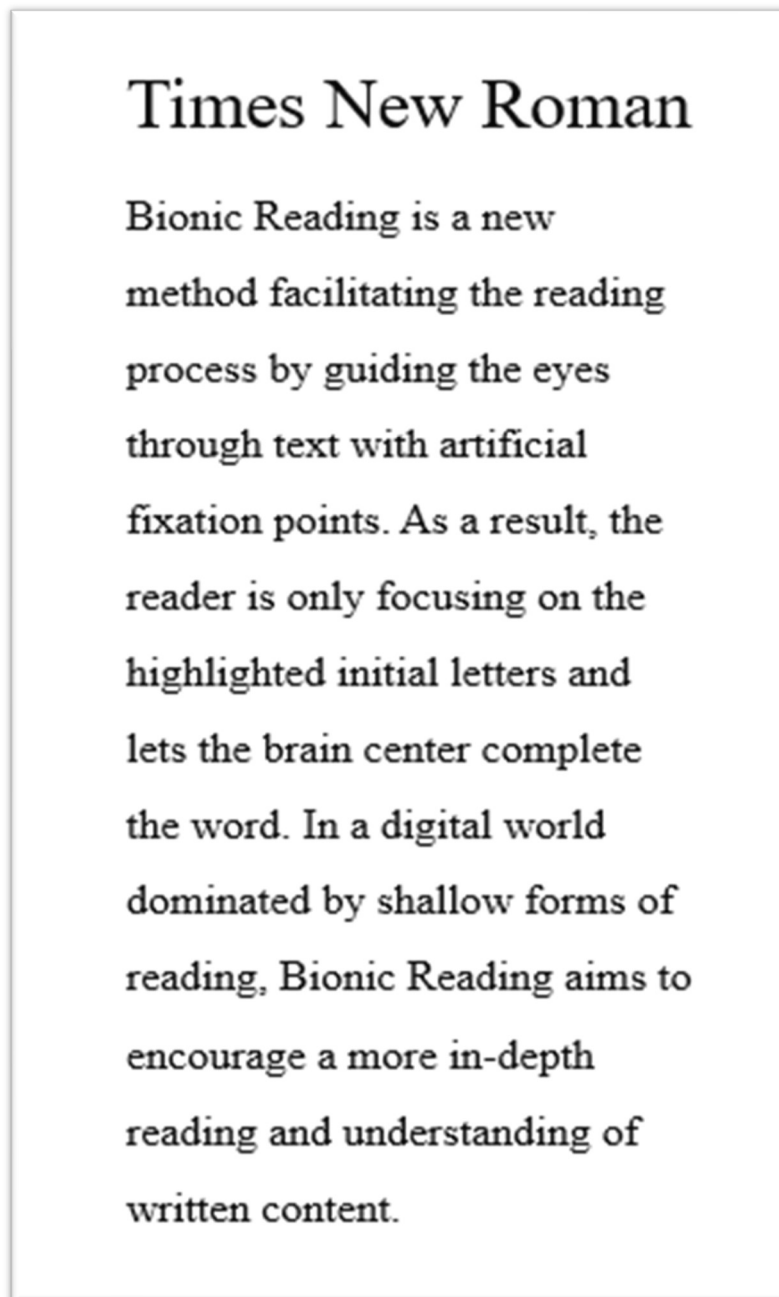 Times New Roman
Bionic Reading is a new
method facilitating the reading
process by guiding the eyes
through text with artificial
fixation points. As a result, the
reader is only focusing on the
highlighted initial letters and
lets the brain center complete
the word. In a digital world
dominated by shallow forms of
reading, Bionic Reading aims to
encourage a more in-depth
reading and understanding of
written content.